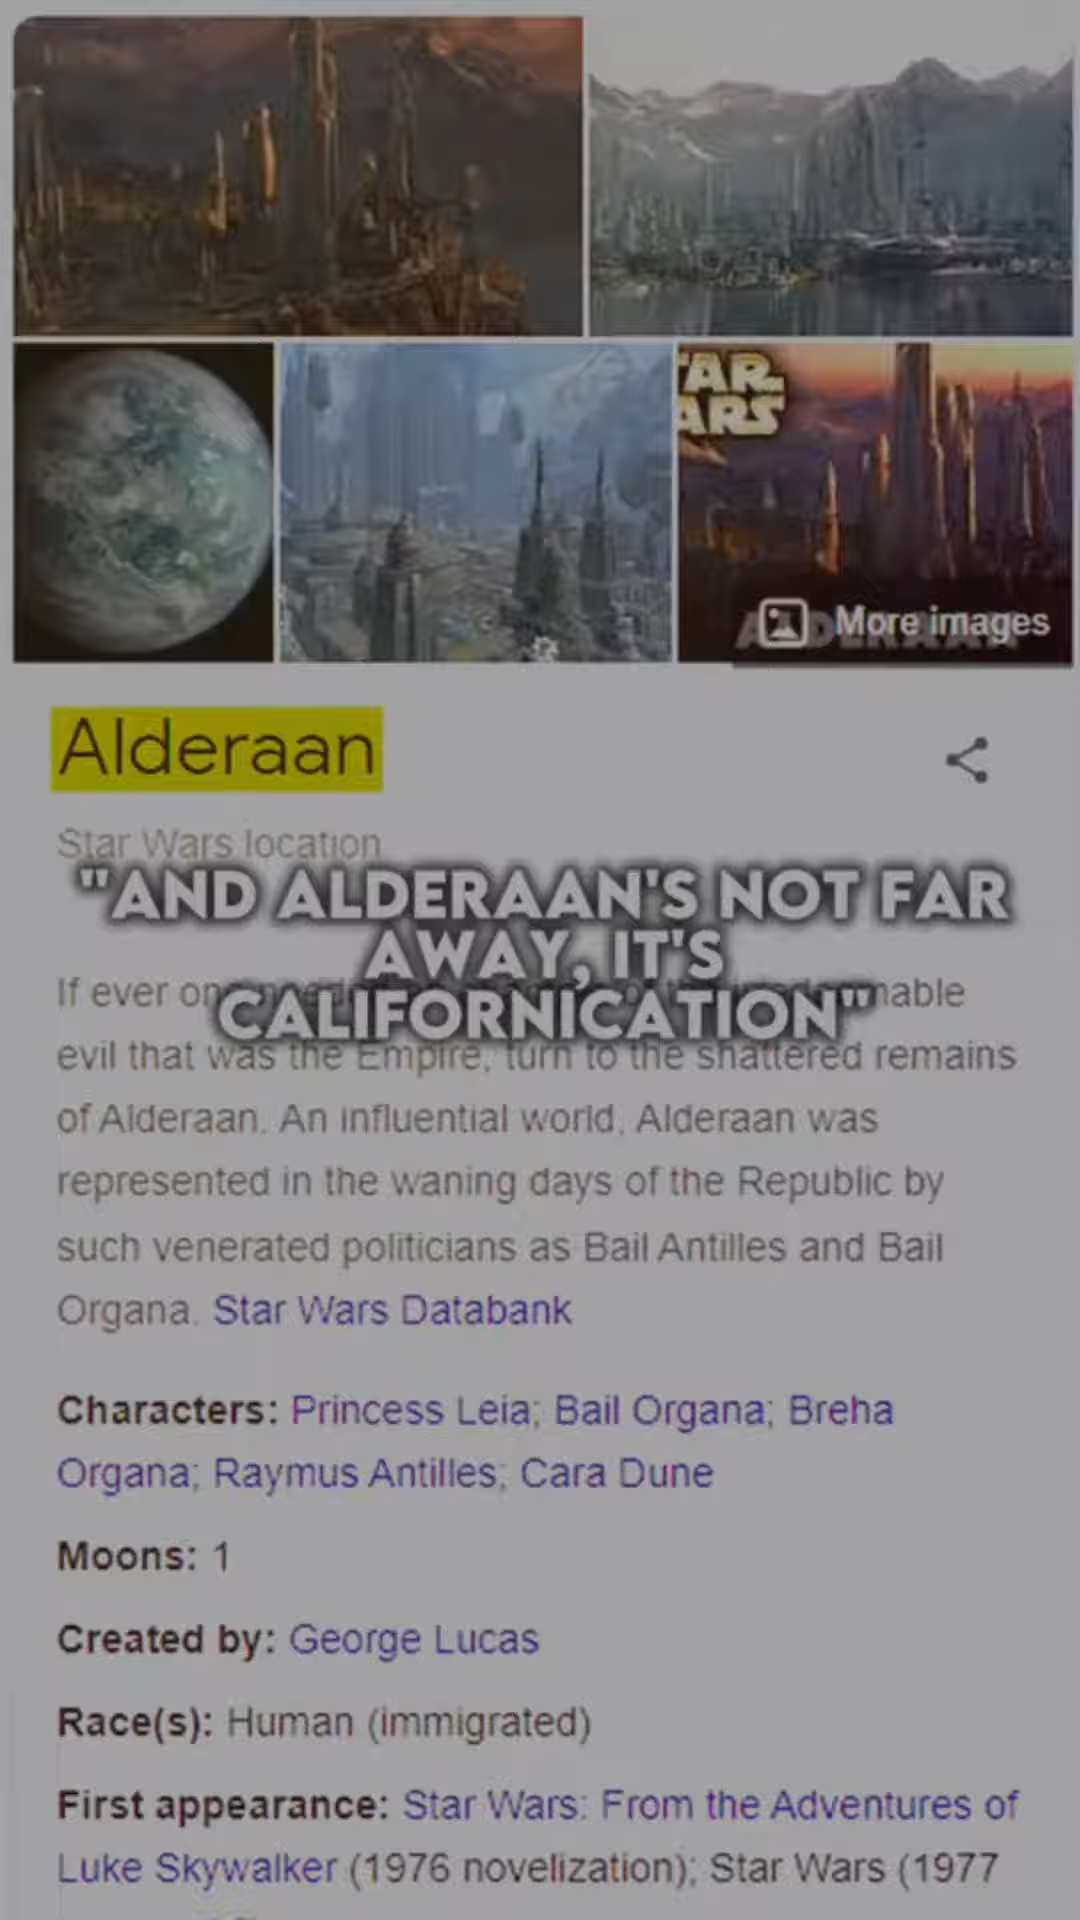 TAR
ARS
More images
Alderaan
Star Wars location
"AND ALDERAAN'S NOT FAR
AWAY, IT'S
CALIFORNICATION"
If ever
evil that was the Empire, turn to the shattered remains
of Alderaan. An influential world, Alderaan was
represented in the waning days of the Republic by
such venerated politicians as Bail Antilles and Bail
Organa. Star Wars Databank
Characters: Princess Leia; Bail Organa; Breha
Organa; Raymus Antilles; Cara Dune
Moons: 1
Created by: George Lucas
Race(s): Human (immigrated)
First appearance: Star Wars: From the Adventures of
Luke Skywalker (1976 novelization); Star Wars (1977